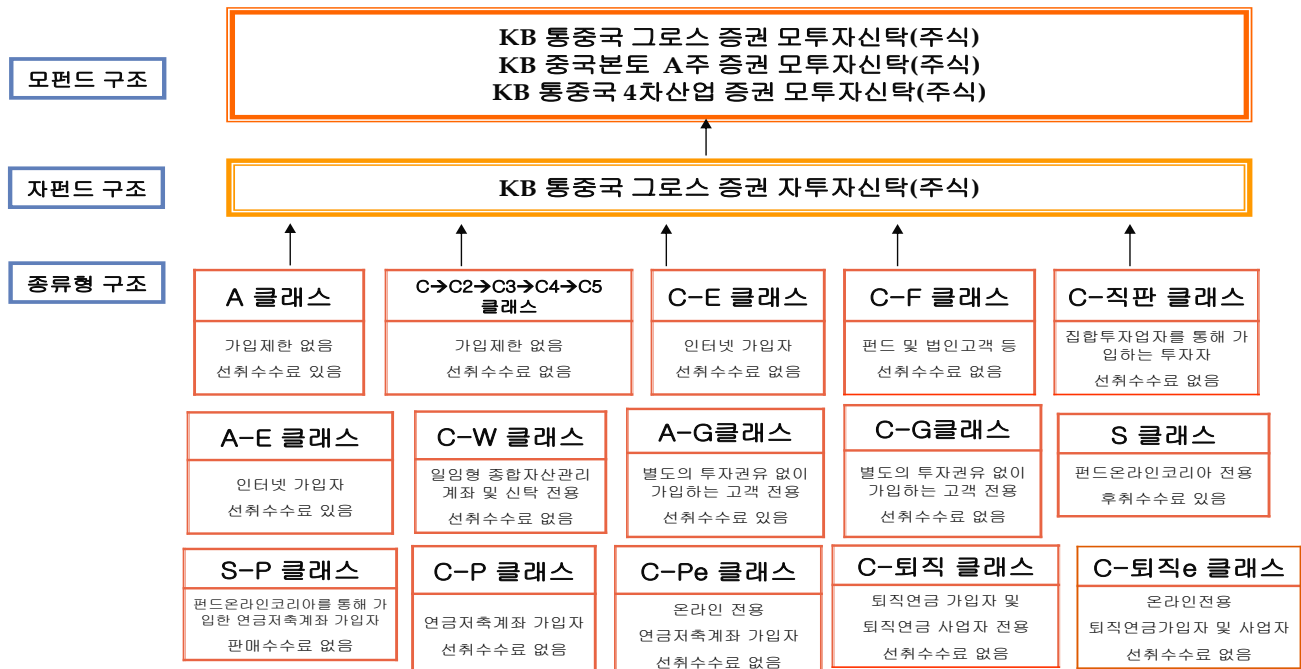 모펀드 구조
KB 통중국 그로스 증권 모투자신탁(주식)
KB 중국본토 A주 증권 모투자신탁(주식)
KB 통중국 4차산업 증권 모투자신탁(주식)
자펀드 구조
KB 통중국 그로스 증권 자투자신탁(주식)
종류형 구조
A 클래스
가입제한 없음
선취수수료 있음
C→C2→C3→C4→C5
클래스
가입제한 없음
선취수수료 없음
C-E 클래스
인터넷 가입자
선취수수료 없음
C-F 클래스
펀드 및 법인고객 등
선취수수료 없음
C-직판 클래스
집합투자업자를 통해 가
입하는 투자자
선취수수료 없음
A-E 클래스
인터넷 가입자
선취수수료 있음
C-W 클래스
일임형 종합자산관리
계좌 및 신탁 전용
선취수수료 없음
A-G클래스
별도의 투자권유 없이
가입하는 고객 전용
선취수수료 있음
C-G클래스
별도의 투자권유 없이
가입하는 고객 전용
선취수수료 없음
S 클래스
펀드온라인코리아 전용
후취수수료 있음
S-P 클래스
펀드온라인코리아를 통해 가
입한 연금저축계좌 가입자
판매수수료 없음
C-P 클래스
연금저축계좌 가입자
선취수수료 없음
C-Pe 클래스
온라인 전용
연금저축계좌 가입자
선취수수료 없음
C-퇴직 클래스
퇴직연금 가입자 및
퇴직연금 사업자 전용
선취수수료 없음
C-퇴직e 클래스
온라인전용
퇴직연금가입자 및 사업자
선취수수료 없음